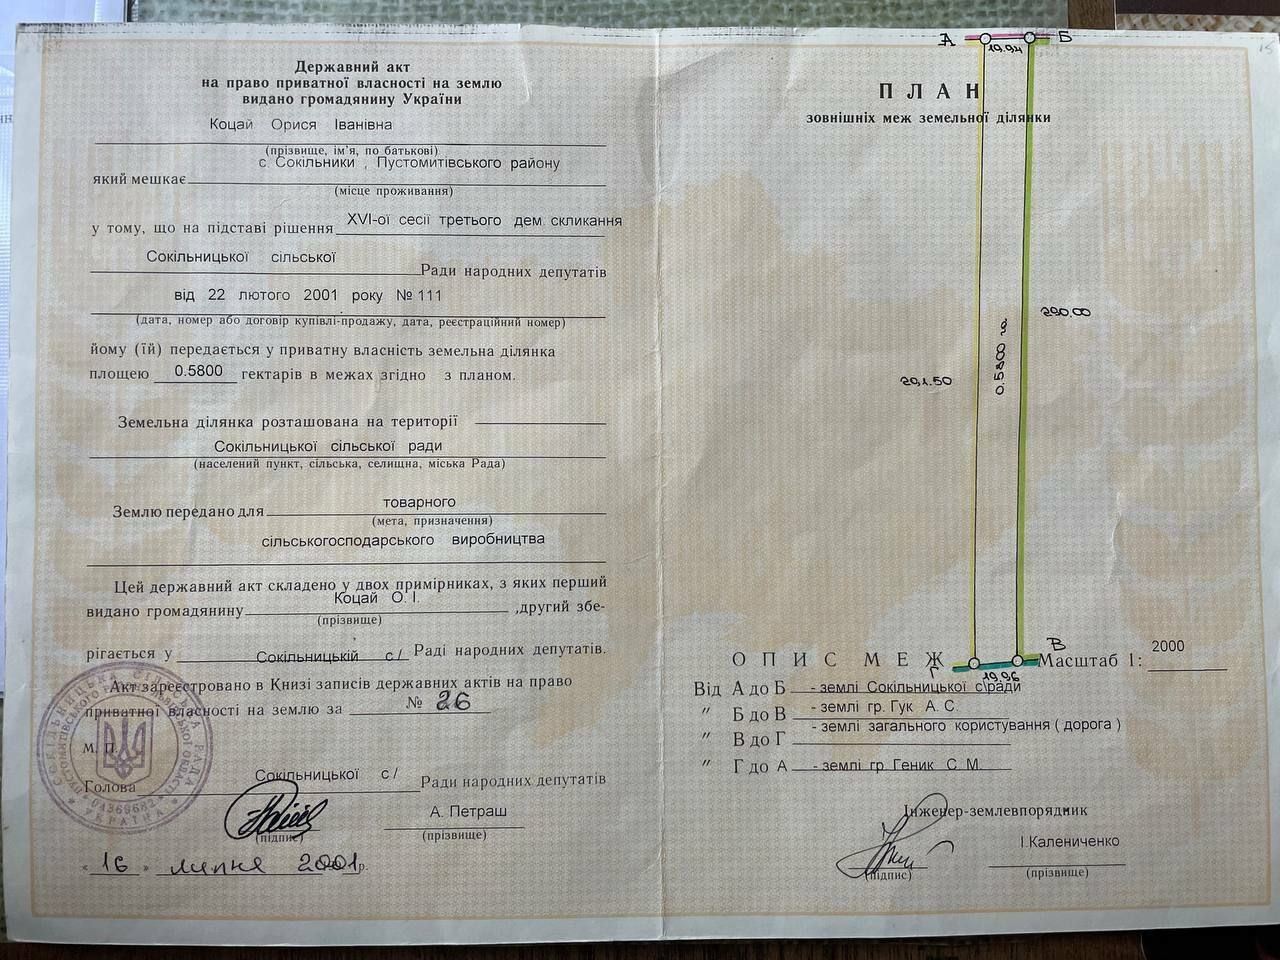 Державний акт
на право приватної власності на землю
видано громадянину України
Коцай Орися Іванівна
(прізвище, ім'я, по батькові)
с. Сокільники , Пустомитівського району
який мешкає
(місце проживання)
XVI-ої сесії третього дем. скликання
у тому, що на підставі рішення
Сокільницької сільської
Ради народних депутатів
від 22 лютого 2001 року № 111
(дата, номер або договір купівлі-продажу, дата, реєстраційний номер)
йому (їй) передається у приватну власність земельна ділянка
площею 0.5800 гектарів в межах згідно з планом.
Земельна ділянка розташована на території
Сокільницької сільської ради
(населений пункт, сільська, селищна, міська Рада)
товарного
Землю передано для
(мета, призначення)
сільськогосподарського виробництва
Цей державний акт складено у двох примірниках, з яких перший
Коцай О. І.
видано громадянину ,другий збе-
(прізвище)
рігається у Сокільницькій с/ Раді народних депутатів.
Акт зареєстровано в Книзі записів державних актів на право
приватної власності на землю за № 26
М. П.
Сокільницької с/
Голова Ради народних депутатів
А. Петраш
(підпис) (прізвище)
"16" липня 2001р.
СОКІЛЬНИЦЬКА СІЛЬСЬКА РАДА
УКРАЇНА
15
А Б
19.94
ПЛАН
зовнішніх меж земельної ділянки
290.00
0.5800 г
291.50
В
Г
19.96
ОПИС МЕЖ
Масштаб 1: 2000
Від А до Б - землі Сокільницької с\ради
" Б до В - землі гр. Гук А. С.
- землі загального користування ( дорога )
" В до Г
" Г до А - землі гр Геник С. М.
Інженер-землевпорядник
І.Калениченко
(підпис) (прізвище)